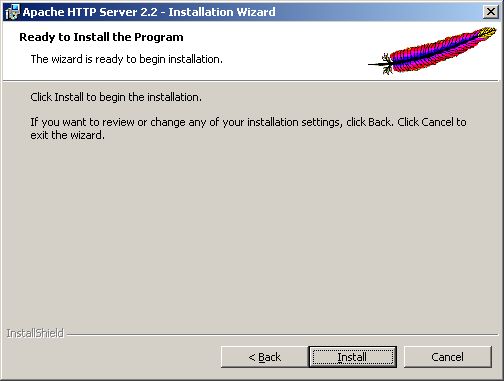 Apache HTTP Server 2.2 - Installation Wizard
Ready to Install the Program
The wizard is ready to begin installation.
Click Install to begin the installation.
If you want to review or change any of your installation settings, click Back. Click Cancel to
exit the wizard.
InstallShield
< Back Install Cancel